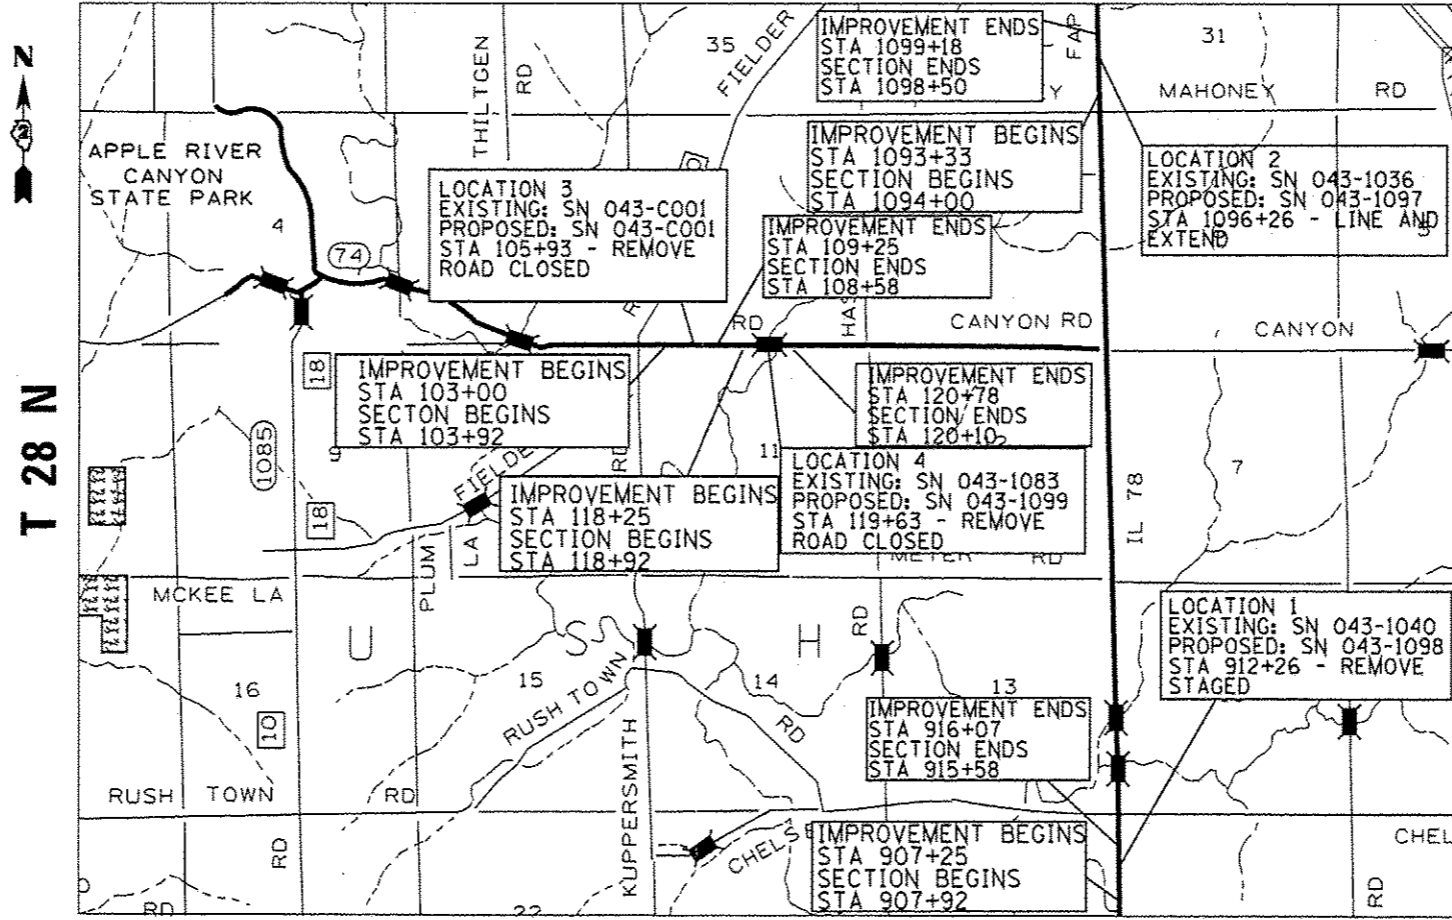 N
2
T 28 N
APPLE RIVER
CANYON
STATE PARK
4
74
THILTGEN
RD
35
FIELDER
IMPROVEMENT ENDS
STA 1099+18
SECTION ENDS
STA 1098+50
FAP
Y
31
MAHONEY RD
IMPROVEMENT BEGINS
STA 1093+33
SECTION BEGINS
STA 1094+00
LOCATION 2
EXISTING: SN 043-1036
PROPOSED: SN 043-1097
STA 1096+26 - LINE AND
EXTEND
LOCATION 3
EXISTING: SN 043-C001
PROPOSED: SN 043-C001
STA 105+93 - REMOVE
ROAD CLOSED
IMPROVEMENT ENDS
STA 109+25
SECTION ENDS
STA 108+58
HAS
RD
CANYON RD
CANYON
18
IMPROVEMENT BEGINS
STA 103+00
SECTON BEGINS
STA 103+92
IMPROVEMENT ENDS
STA 120+78
SECTION ENDS
STA 120+10
1085
9
18
FIELDE
RD
11
LOCATION 4
EXISTING: SN 043-1083
PROPOSED: SN 043-1099
STA 119+63 - REMOVE
ROAD CLOSED
METER RD
IL 78
7
IMPROVEMENT BEGINS
STA 118+25
SECTION BEGINS
STA 118+92
PLUM
LA
MCKEE LA
U S H
RD
LOCATION 1
EXISTING: SN 043-1040
PROPOSED: SN 043-1098
STA 912+26 - REMOVE
STAGED
16
15
14
13
10
RUSH TOWN
RD
KUPPERSMITH
IMPROVEMENT ENDS
STA 916+07
SECTION ENDS
STA 915+58
RUSH TOWN RD
RD
CHELSE
IMPROVEMENT BEGINS
STA 907+25
SECTION BEGINS
STA 907+92
CHEL
RD
RD
22